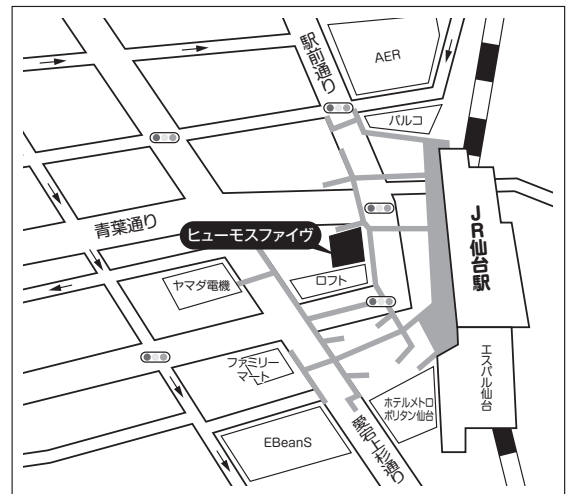 駅前通り
AER
パルコ
青葉通り
ヒューモスファイヴ
JR仙台駅
ヤマダ電機
ロフト
ファミリー
マート
エスパル仙台
ホテルメトロ
ポリタン仙台
EBeanS
愛宕上杉通り